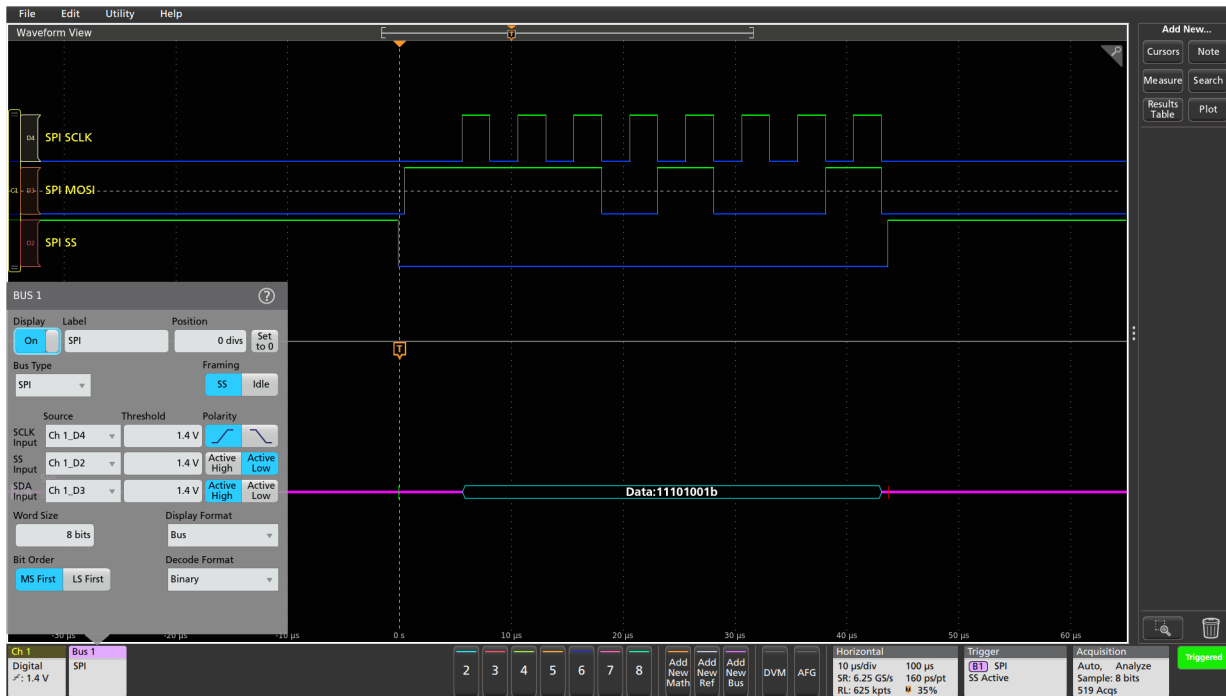 File Edit Utility Help
Waveform View
Add New...
Cursors Note
Measure Search
Results Table Plot
D4 SPI SCLK
C1 D3 SPI MOSI
D2 SPI SS
T
BUS 1 ?
Display Label Position
On SPI 0 divs Set to 0
Bus Type Framing
SPI SS Idle
Source Threshold Polarity
SCLK Input Ch 1_D4 1.4 V
SS Input Ch 1_D2 1.4 V Active High Active Low
SDA Input Ch 1_D3 1.4 V Active High Active Low
Data:11101001b
Word Size Display Format
8 bits Bus
Bit Order Decode Format
MS First LS First Binary
-30 µs -20 µs -10 µs 0 s 10 µs 20 µs 30 µs 40 µs 50 µs 60 µs
Ch 1
Digital
1.4 V
Bus 1
SPI
2 3 4 5 6 7 8
Add New Math
Add New Ref
Add New Bus
DVM AFG
Horizontal
10 µs/div 100 µs
SR: 6.25 GS/s 160 ps/pt
RL: 625 kpts 35%
Trigger
B1 SPI
SS Active
Acquisition
Auto, Analyze
Sample: 8 bits
519 Acqs
Triggered